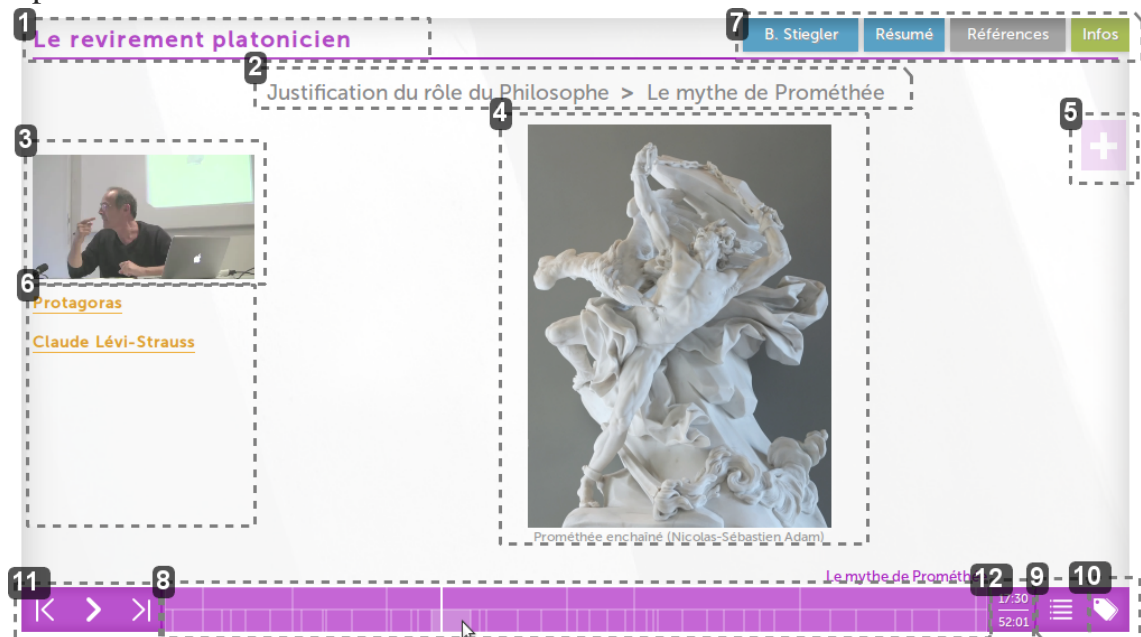 1
Le revirement platonicien
7
B. Stiegler
Résumé
Références
Infos
2
Justification du rôle du Philosophe > Le mythe de Prométhée
3
4
5
6
Protagoras
Claude Lévi-Strauss
Prométhée enchaîné (Nicolas-Sébastien Adam)
11
8
Le mythe de Prométhée
12
9
10
17:30
52:01